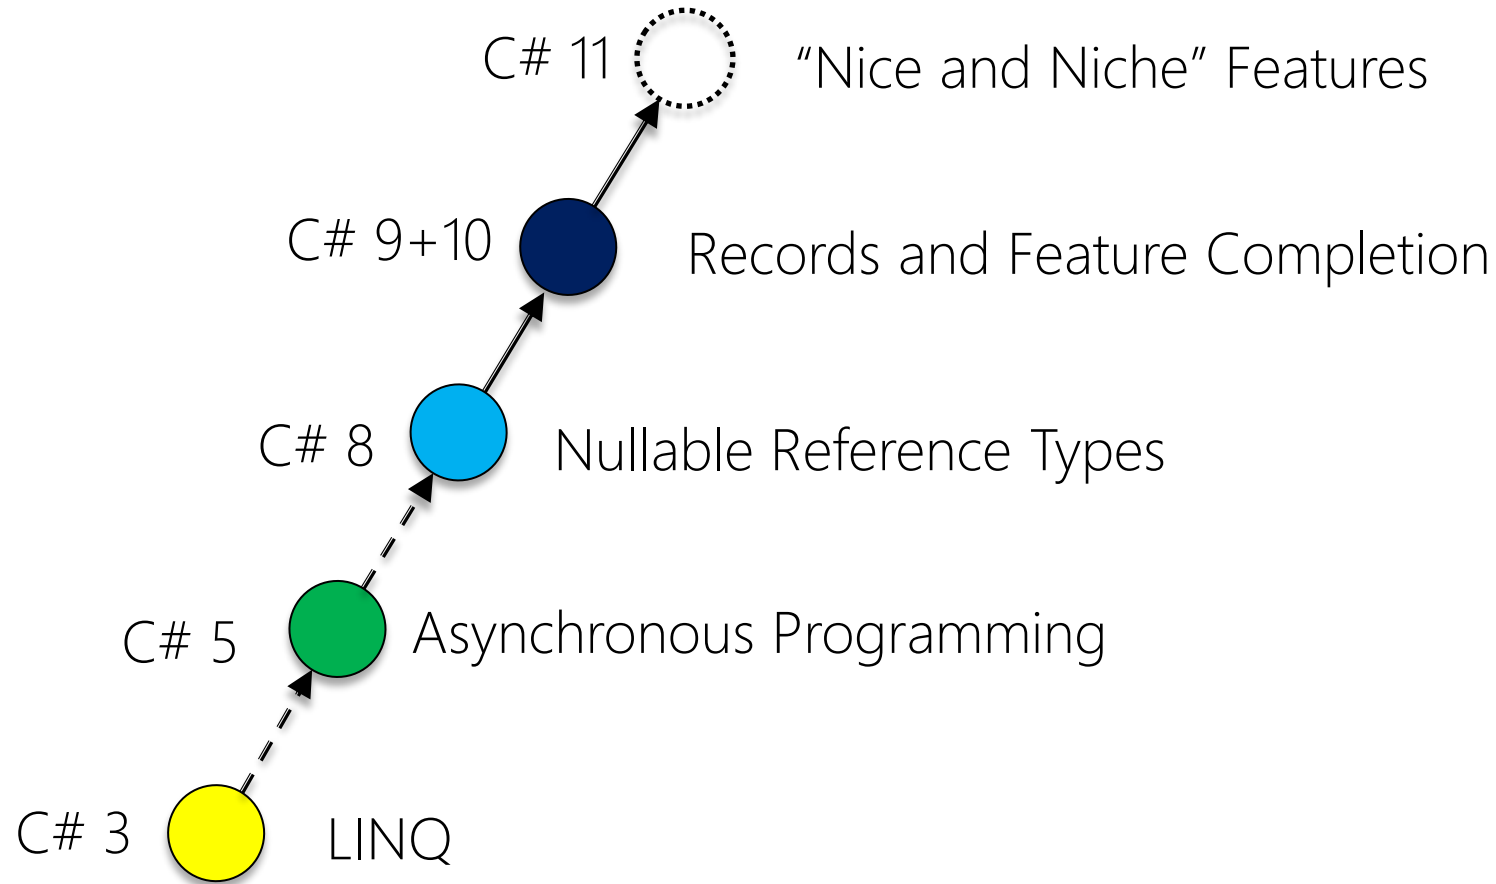 C# 11 “Nice and Niche” Features
C# 9+10 Records and Feature Completion
C# 8 Nullable Reference Types
C# 5 Asynchronous Programming
C# 3 LINQ